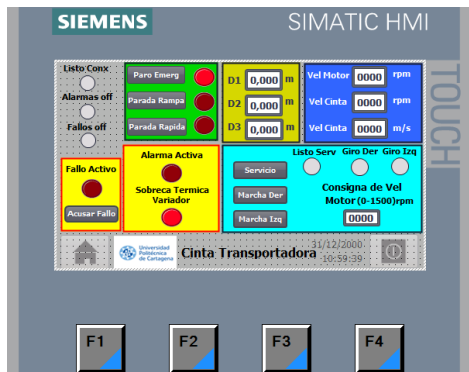 SIEMENS
SIMATIC HMI
TOUCH
Listo Conx
Alarmas off
Fallos off
Paro Emerg
Parada Rampa
Parada Rapida
D1 0,000 m
D2 0,000 m
D3 0,000 m
Vel Motor 0000 rpm
Vel Cinta 0000 rpm
Vel Cinta 0000 m/s
Fallo Activo
Acusar Fallo
Alarma Activa
Sobreca Termica
Variador
Listo Serv Giro Der Giro Izq
Servicio
Marcha Der
Marcha Izq
Consigna de Vel
Motor (0-1500)rpm
0000
Universidad
Politécnica
de Cartagena
Cinta Transportadora
31/12/2000
10:59:39
F1 F2 F3 F4